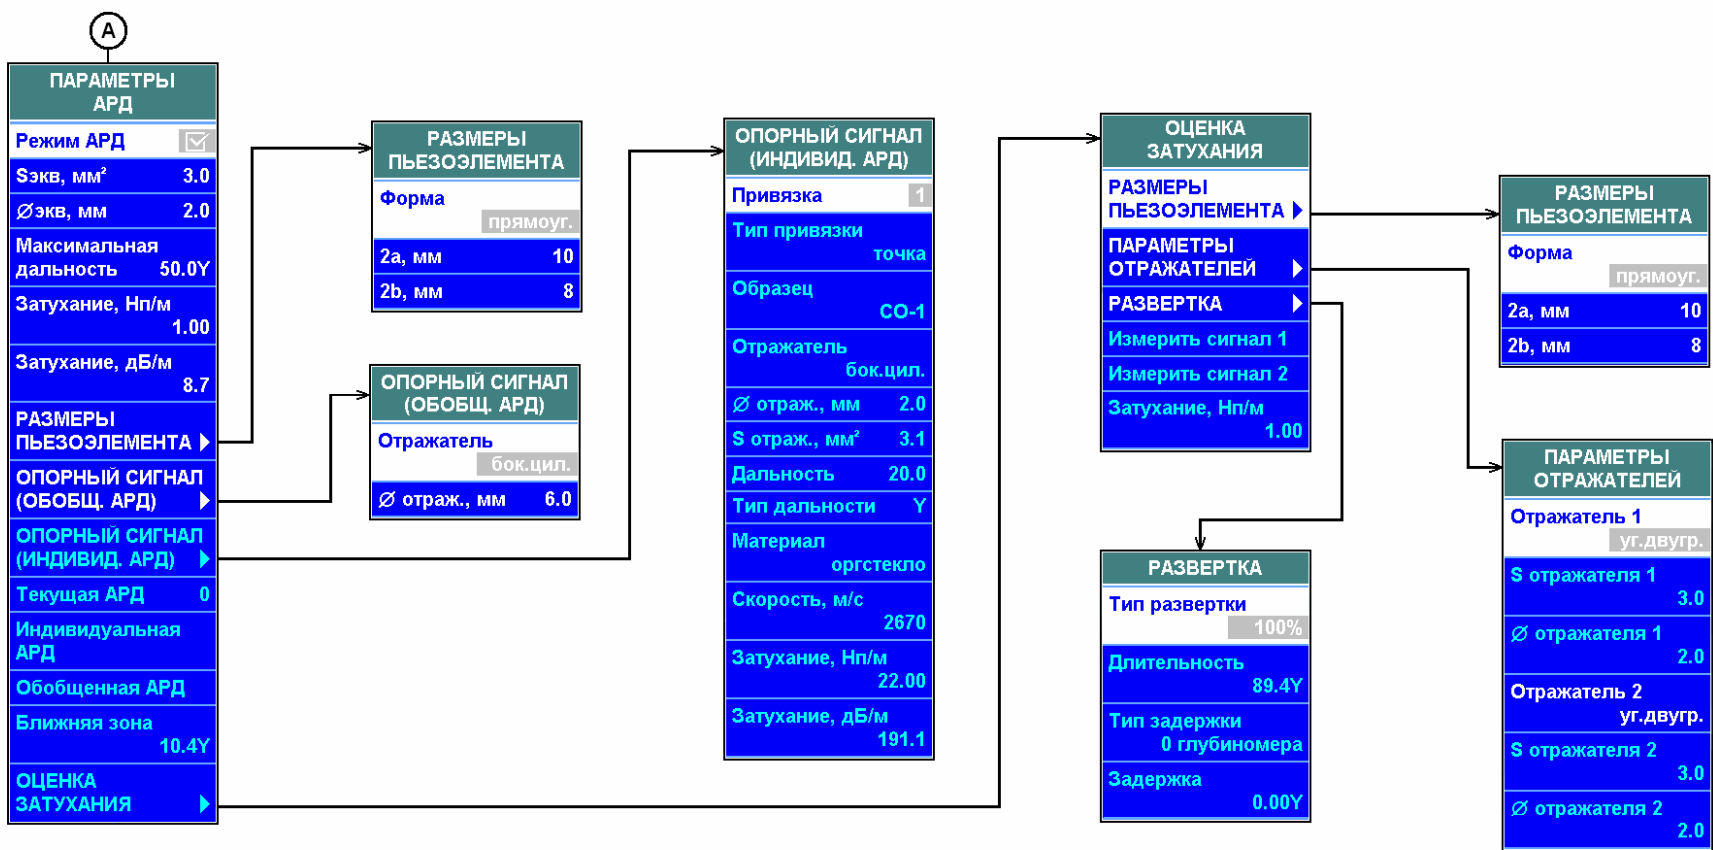 A
ПАРАМЕТРЫ
АРД
Режим АРД
Sэкв, мм² 3.0
∅экв, мм 2.0
Максимальная
дальность 50.0Y
Затухание, Нп/м
1.00
Затухание, дБ/м
8.7
РАЗМЕРЫ
ПЬЕЗОЭЛЕМЕНТА
ОПОРНЫЙ СИГНАЛ
(ОБОБЩ. АРД)
ОПОРНЫЙ СИГНАЛ
(ИНДИВИД. АРД)
Текущая АРД 0
Индивидуальная
АРД
Обобщенная АРД
Ближняя зона
10.4Y
ОЦЕНКА
ЗАТУХАНИЯ
РАЗМЕРЫ
ПЬЕЗОЭЛЕМЕНТА
Форма
прямоуг.
2a, мм 10
2b, мм 8
ОПОРНЫЙ СИГНАЛ
(ОБОБЩ. АРД)
Отражатель
бок.цил.
∅ отраж., мм 6.0
ОПОРНЫЙ СИГНАЛ
(ИНДИВИД. АРД)
Привязка 1
Тип привязки
точка
Образец
СО-1
Отражатель
бок.цил.
∅ отраж., мм 2.0
S отраж., мм² 3.1
Дальность 20.0
Тип дальности Y
Материал
оргстекло
Скорость, м/с
2670
Затухание, Нп/м
22.00
Затухание, дБ/м
191.1
ОЦЕНКА
ЗАТУХАНИЯ
РАЗМЕРЫ
ПЬЕЗОЭЛЕМЕНТА
ПАРАМЕТРЫ
ОТРАЖАТЕЛЕЙ
РАЗВЕРТКА
Измерить сигнал 1
Измерить сигнал 2
Затухание, Нп/м
1.00
РАЗВЕРТКА
Тип развертки
100%
Длительность
89.4Y
Тип задержки
0 глубиномера
Задержка
0.00Y
РАЗМЕРЫ
ПЬЕЗОЭЛЕМЕНТА
Форма
прямоуг.
2a, мм 10
2b, мм 8
ПАРАМЕТРЫ
ОТРАЖАТЕЛЕЙ
Отражатель 1
уг.двугр.
S отражателя 1
3.0
∅ отражателя 1
2.0
Отражатель 2
уг.двугр.
S отражателя 2
3.0
∅ отражателя 2
2.0